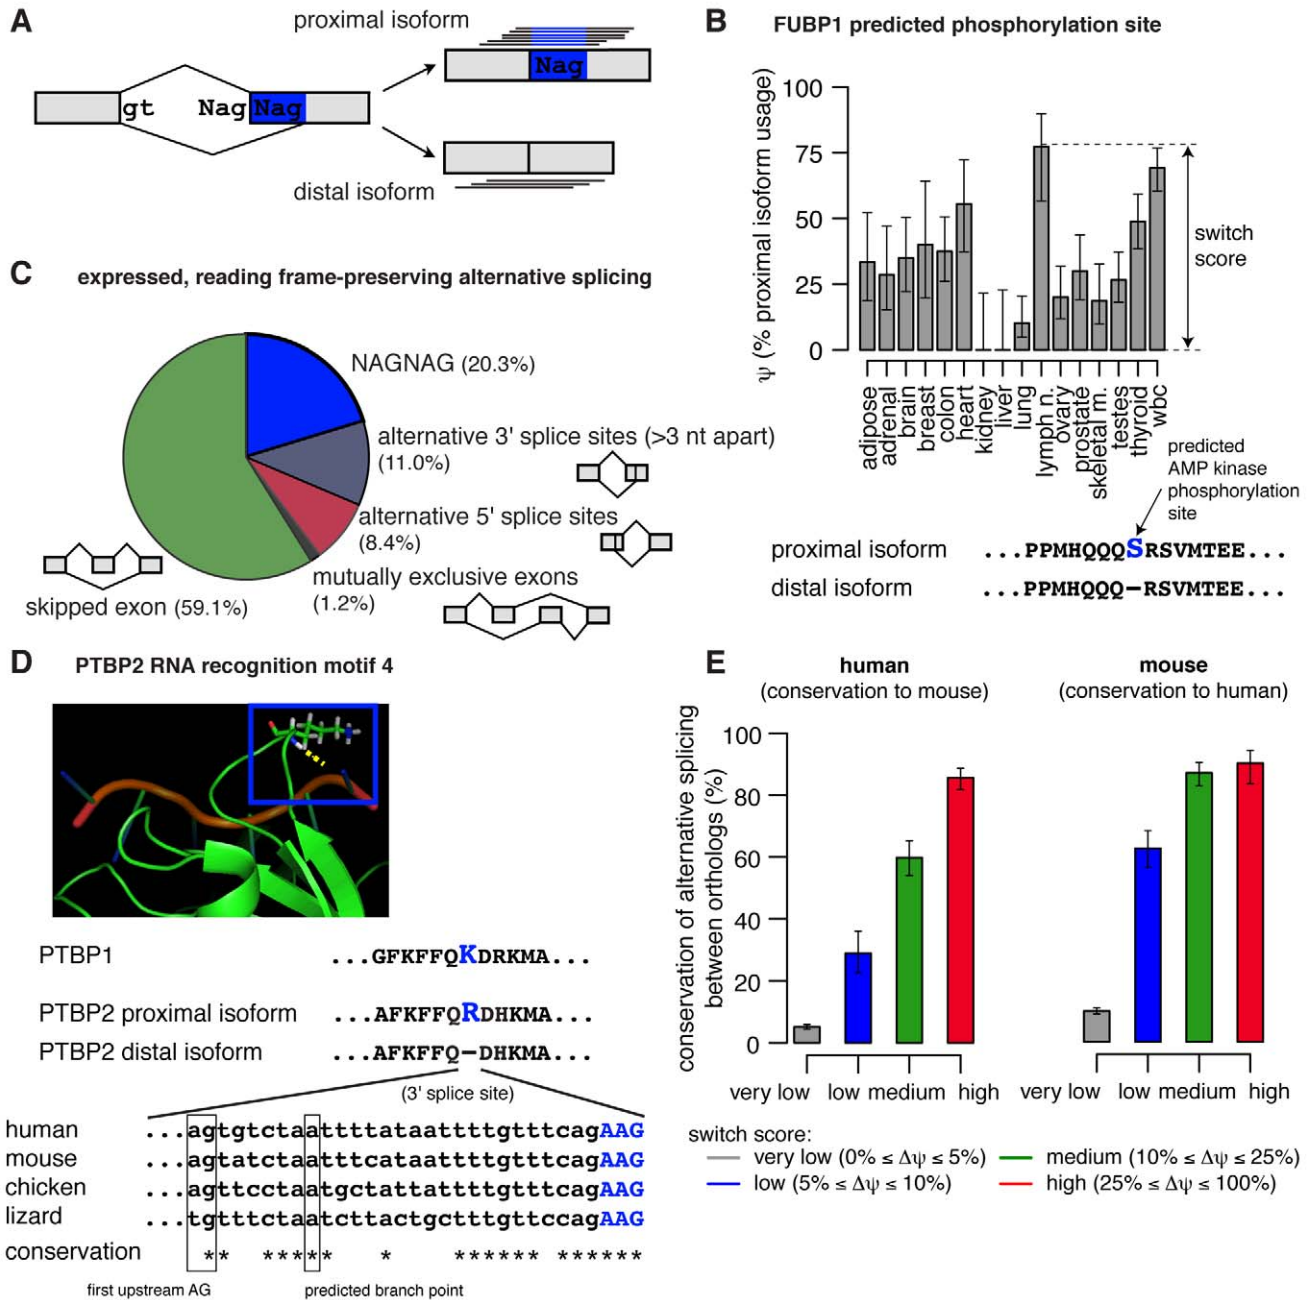 A
proximal isoform
Nag
gt Nag Nag
distal isoform
B FUBP1 predicted phosphorylation site
ψ (% proximal isoform usage)
100
75
50
25
0
switch
score
adipose
adrenal
brain
breast
colon
heart
kidney
liver
lung
lymph n.
ovary
prostate
skeletal m.
testes
thyroid
wbc
predicted
AMP kinase
phosphorylation
site
proximal isoform ...PPMHQQQSRSVMTEE...
distal isoform ...PPMHQQQ–RSVMTEE...
C expressed, reading frame-preserving alternative splicing
NAGNAG (20.3%)
alternative 3' splice sites (>3 nt apart)
(11.0%)
alternative 5' splice sites
(8.4%)
mutually exclusive exons
(1.2%)
skipped exon (59.1%)
D PTBP2 RNA recognition motif 4
PTBP1 ...GFKFFQKDRKMA...
PTBP2 proximal isoform ...AFKFFQRDHKMA...
PTBP2 distal isoform ...AFKFFQ–DHKMA...
(3' splice site)
human ...agtgtctaattttataattttgtttcagAAG
mouse ...agtatctaatttcataattttgtttcagAAG
chicken ...agttcctaatgctattattttgtttcagAAG
lizard ...tgtttctaatcttactgctttgttccagAAG
conservation ** ***** * ****** ******
first upstream AG predicted branch point
E
human
(conservation to mouse)
mouse
(conservation to human)
conservation of alternative splicing
between orthologs (%)
100
80
60
40
20
0
very low low medium high
very low low medium high
switch score:
very low (0% ≤ Δψ ≤ 5%)
low (5% ≤ Δψ ≤ 10%)
medium (10% ≤ Δψ ≤ 25%)
high (25% ≤ Δψ ≤ 100%)